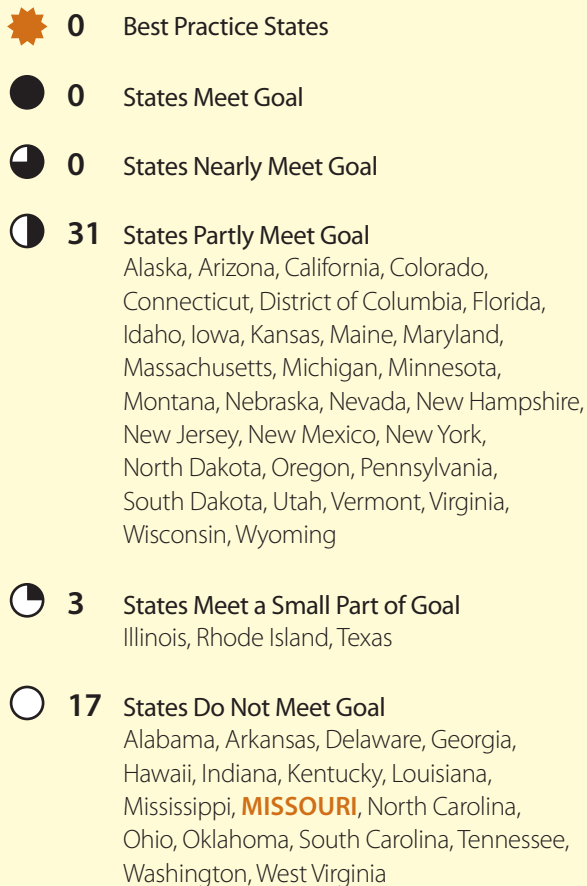 0 Best Practice States
0 States Meet Goal
0 States Nearly Meet Goal
31 States Partly Meet Goal
Alaska, Arizona, California, Colorado,
Connecticut, District of Columbia, Florida,
Idaho, Iowa, Kansas, Maine, Maryland,
Massachusetts, Michigan, Minnesota,
Montana, Nebraska, Nevada, New Hampshire,
New Jersey, New Mexico, New York,
North Dakota, Oregon, Pennsylvania,
South Dakota, Utah, Vermont, Virginia,
Wisconsin, Wyoming
3 States Meet a Small Part of Goal
Illinois, Rhode Island, Texas
17 States Do Not Meet Goal
Alabama, Arkansas, Delaware, Georgia,
Hawaii, Indiana, Kentucky, Louisiana,
Mississippi, MISSOURI, North Carolina,
Ohio, Oklahoma, South Carolina, Tennessee,
Washington, West Virginia